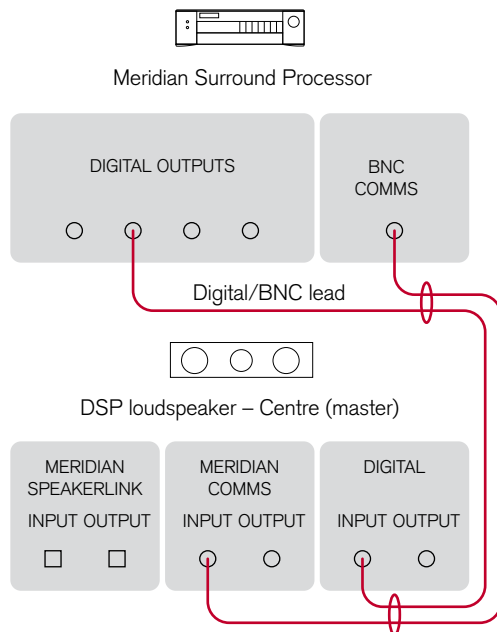 Meridian Surround Processor
DIGITAL OUTPUTS
BNC
COMMS
Digital/BNC lead
DSP loudspeaker – Centre (master)
MERIDIAN
SPEAKERLINK
INPUT OUTPUT
MERIDIAN
COMMS
INPUT OUTPUT
DIGITAL
INPUT OUTPUT